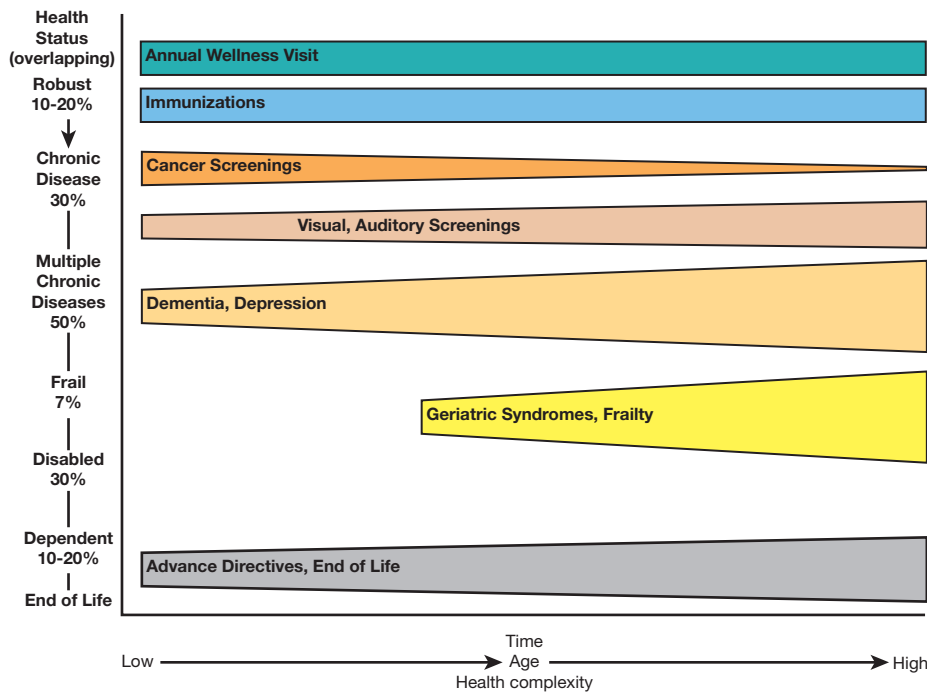 Health
Status
(overlapping)
Robust
10-20%
Chronic
Disease
30%
Multiple
Chronic
Diseases
50%
Frail
7%
Disabled
30%
Dependent
10-20%
End of Life
Annual Wellness Visit
Immunizations
Cancer Screenings
Visual, Auditory Screenings
Dementia, Depression
Geriatric Syndromes, Frailty
Advance Directives, End of Life
Time
Low Age High
Health complexity